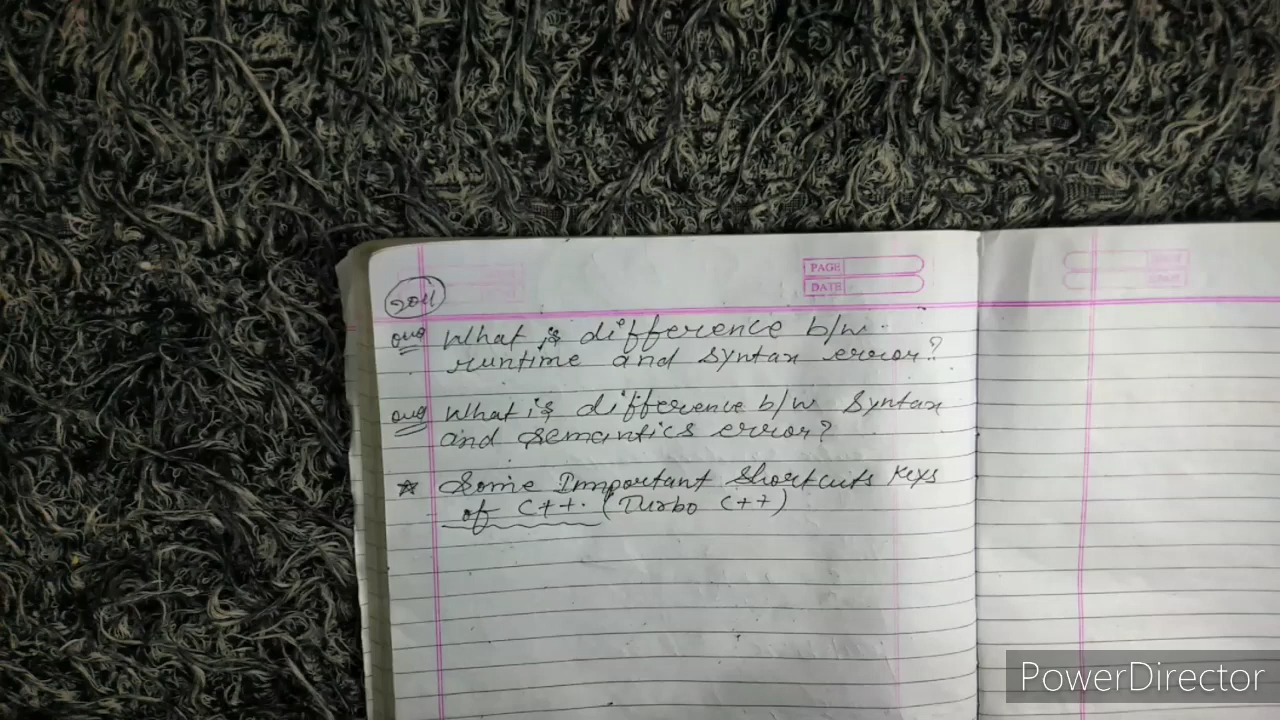 PAGE
DATE
2011
Que What is difference b/w
runtime and syntax error?
Que What is difference b/w Syntax
and semantics error?
* Some Important Shortcuts Keys
of C++. (Turbo C++)
PowerDirector